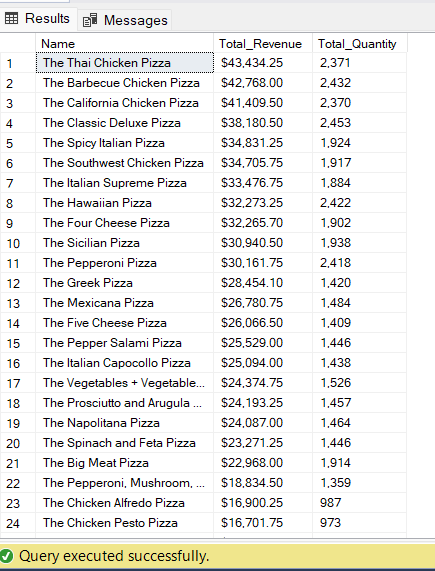 Results Messages
Name Total_Revenue Total_Quantity
1 The Thai Chicken Pizza $43,434.25 2,371
2 The Barbecue Chicken Pizza $42,768.00 2,432
3 The California Chicken Pizza $41,409.50 2,370
4 The Classic Deluxe Pizza $38,180.50 2,453
5 The Spicy Italian Pizza $34,831.25 1,924
6 The Southwest Chicken Pizza $34,705.75 1,917
7 The Italian Supreme Pizza $33,476.75 1,884
8 The Hawaiian Pizza $32,273.25 2,422
9 The Four Cheese Pizza $32,265.70 1,902
10 The Sicilian Pizza $30,940.50 1,938
11 The Pepperoni Pizza $30,161.75 2,418
12 The Greek Pizza $28,454.10 1,420
13 The Mexicana Pizza $26,780.75 1,484
14 The Five Cheese Pizza $26,066.50 1,409
15 The Pepper Salami Pizza $25,529.00 1,446
16 The Italian Capocollo Pizza $25,094.00 1,438
17 The Vegetables + Vegetable... $24,374.75 1,526
18 The Prosciutto and Arugula ... $24,193.25 1,457
19 The Napolitana Pizza $24,087.00 1,464
20 The Spinach and Feta Pizza $23,271.25 1,446
21 The Big Meat Pizza $22,968.00 1,914
22 The Pepperoni, Mushroom, ... $18,834.50 1,359
23 The Chicken Alfredo Pizza $16,900.25 987
24 The Chicken Pesto Pizza $16,701.75 973
Query executed successfully.